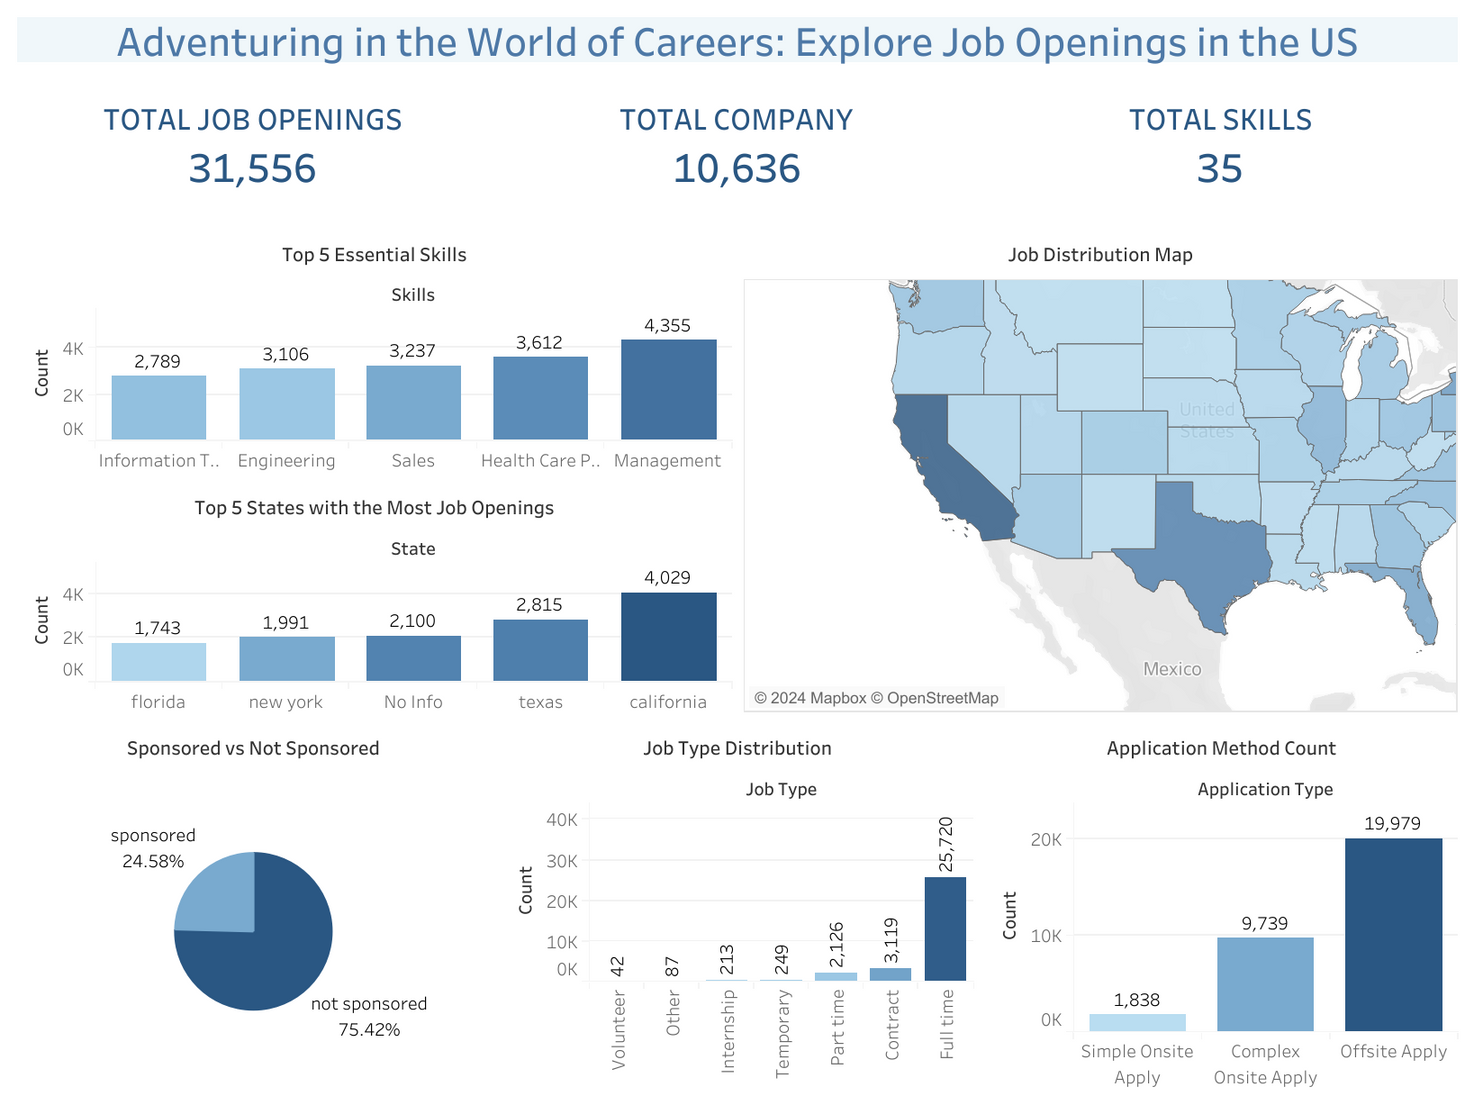 Adventuring in the World of Careers: Explore Job Openings in the US
TOTAL JOB OPENINGS
31,556
TOTAL COMPANY
10,636
TOTAL SKILLS
35
Top 5 Essential Skills
Skills
Count
4K
2K
0K
2,789
3,106
3,237
3,612
4,355
Information T..
Engineering
Sales
Health Care P..
Management
Job Distribution Map
United
States
Mexico
© 2024 Mapbox © OpenStreetMap
Top 5 States with the Most Job Openings
State
Count
4K
2K
0K
1,743
1,991
2,100
2,815
4,029
florida
new york
No Info
texas
california
Sponsored vs Not Sponsored
sponsored
24.58%
not sponsored
75.42%
Job Type Distribution
Job Type
Count
40K
30K
20K
10K
0K
42
87
213
249
2,126
3,119
25,720
Volunteer
Other
Internship
Temporary
Part time
Contract
Full time
Application Method Count
Application Type
Count
20K
10K
0K
1,838
9,739
19,979
Simple Onsite
Apply
Complex
Onsite Apply
Offsite Apply